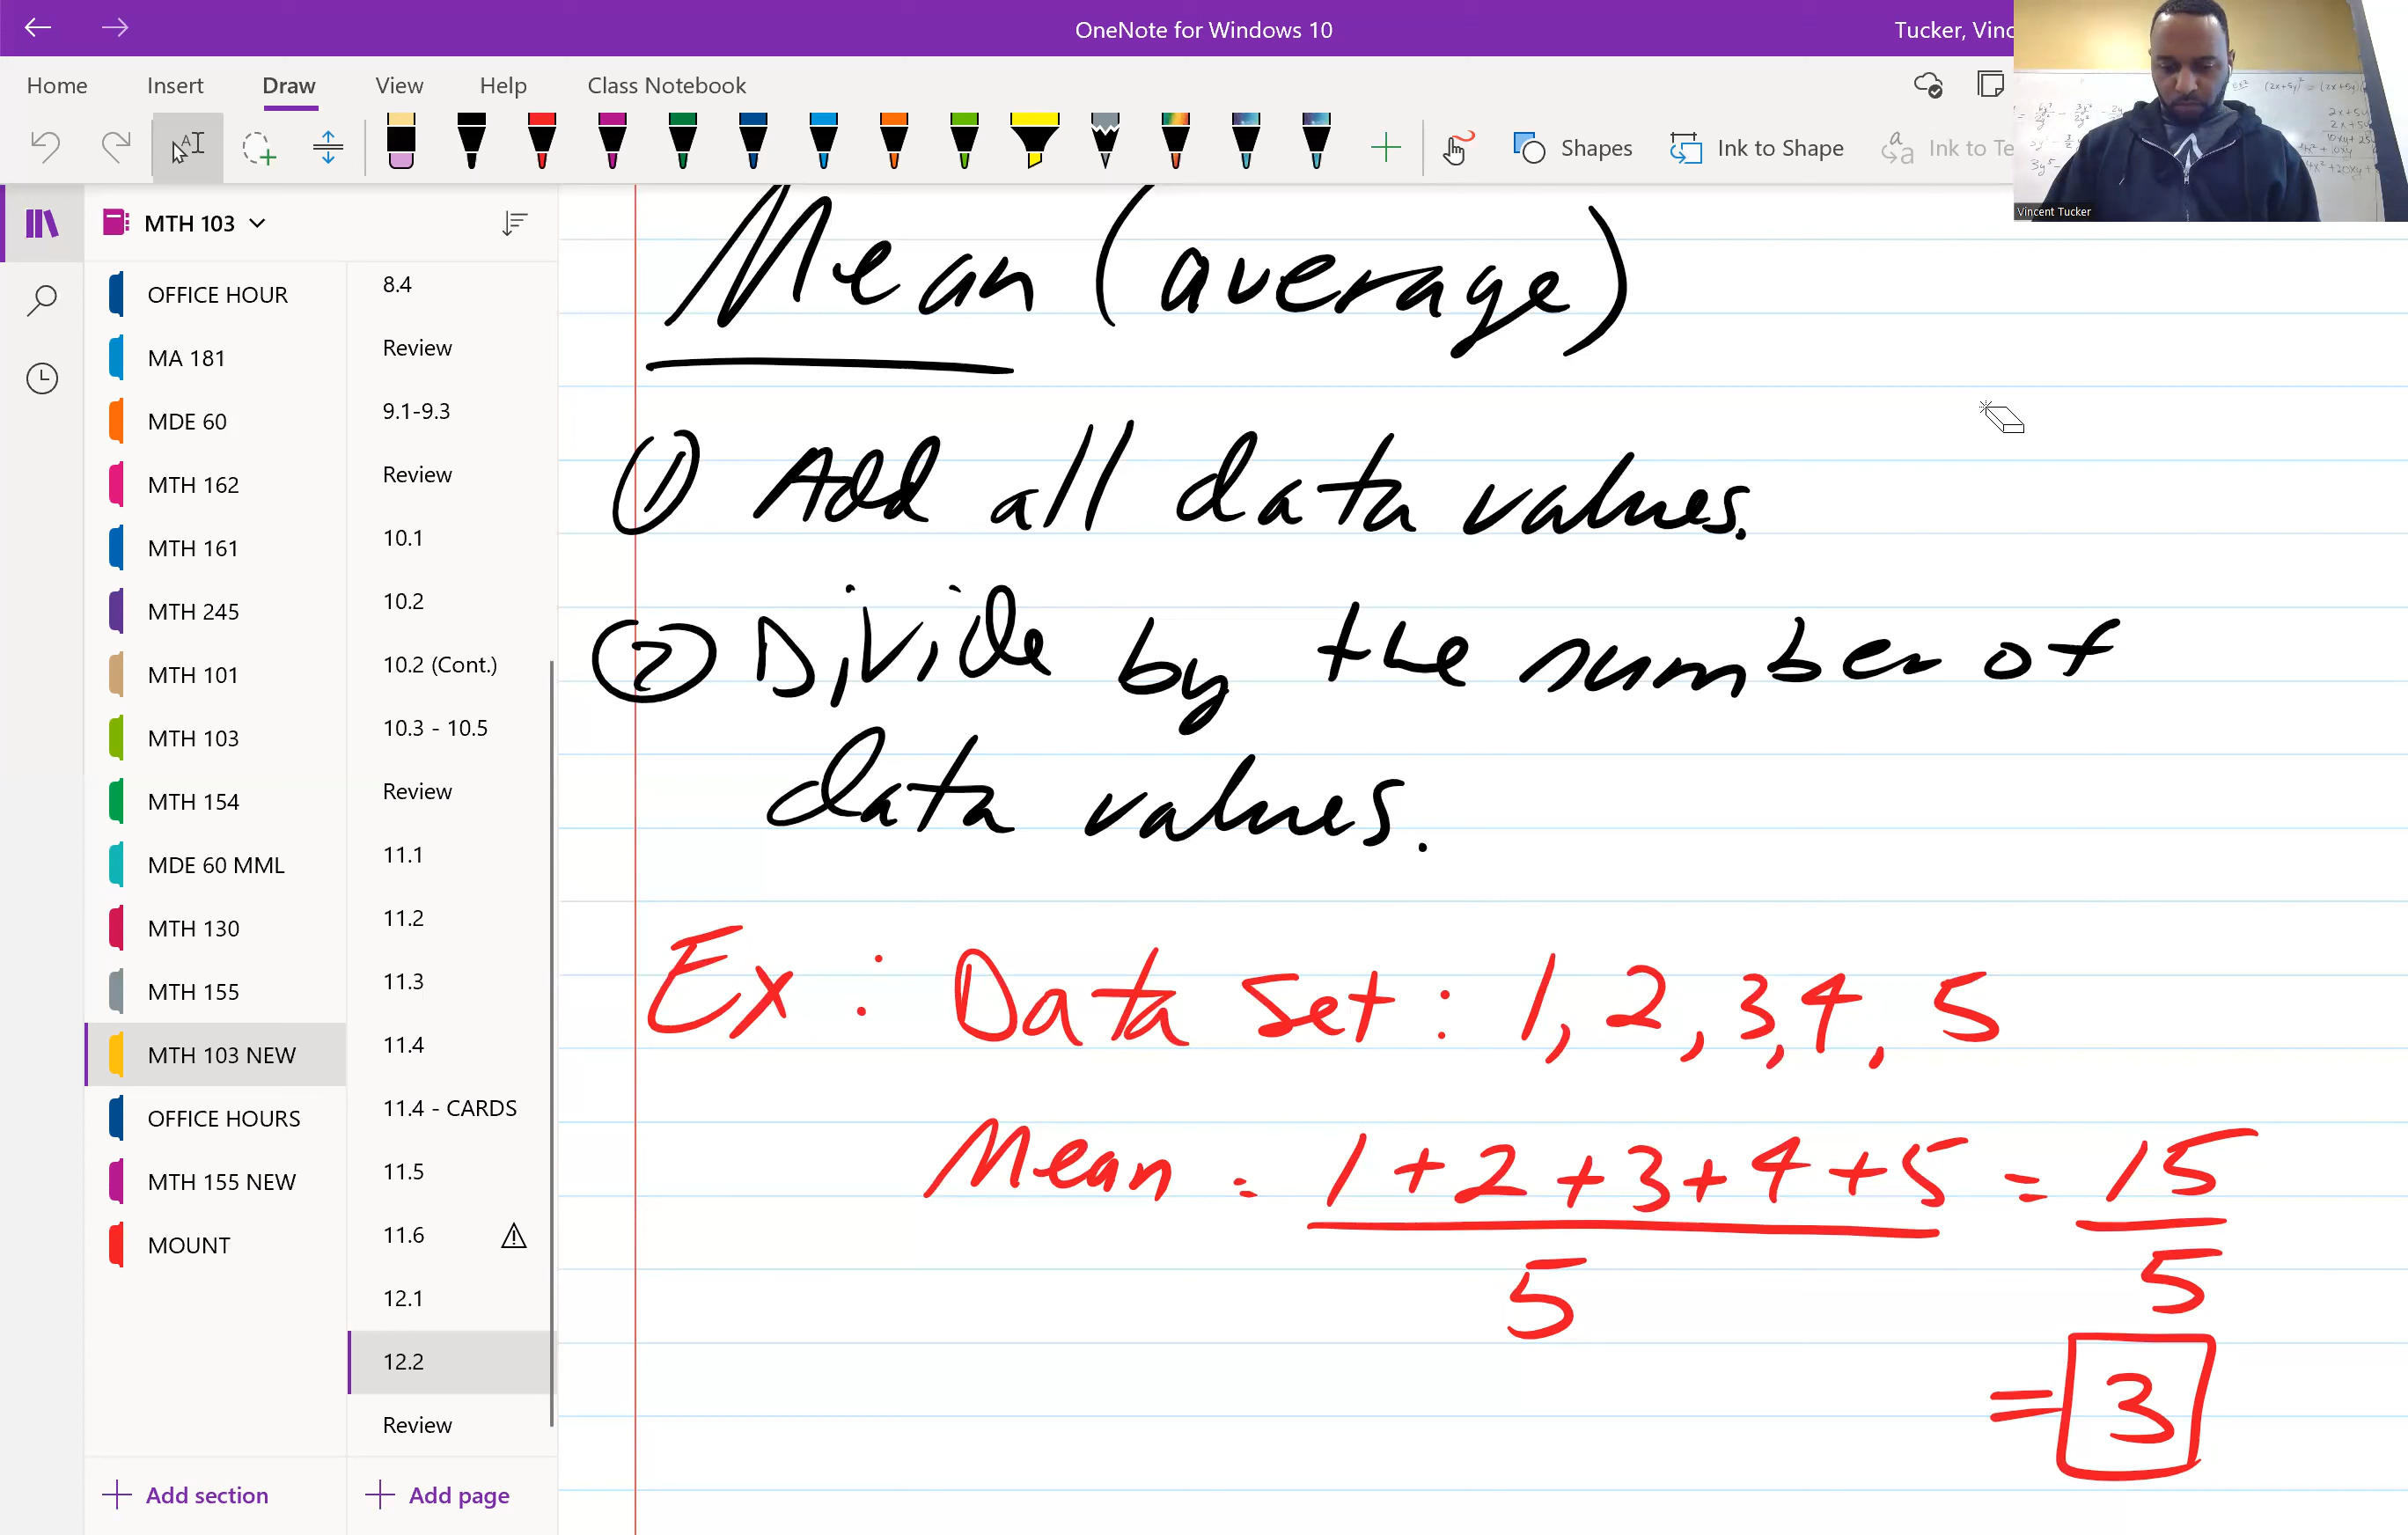 OneNote for Windows 10
Tucker, Vinc
Home Insert Draw View Help Class Notebook
Shapes Ink to Shape Ink to Te
Vincent Tucker
MTH 103
OFFICE HOUR
MA 181
MDE 60
MTH 162
MTH 161
MTH 245
MTH 101
MTH 103
MTH 154
MDE 60 MML
MTH 130
MTH 155
MTH 103 NEW
OFFICE HOURS
MTH 155 NEW
MOUNT
Add section
8.4
Review
9.1-9.3
Review
10.1
10.2
10.2 (Cont.)
10.3 - 10.5
Review
11.1
11.2
11.3
11.4
11.4 - CARDS
11.5
11.6
12.1
12.2
Review
Add page
Mean (average)
① Add all data values.
② Divide by the number of
data values.
Ex: Data Set: 1, 2, 3, 4, 5
Mean = 1 + 2 + 3 + 4 + 5 = 15
5 5
= 3